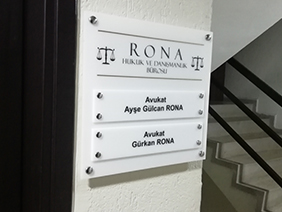 RONA
HUKUK VE DANIŞMANLIK
BÜROSU
Avukat
Ayşe Gülcan RONA
Avukat
Gürkan RONA